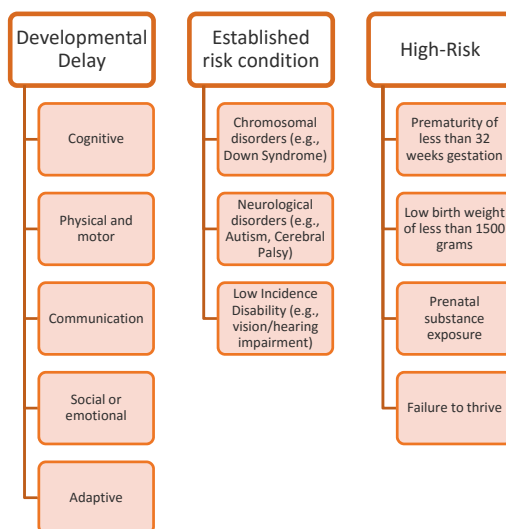 Developmental
Delay
Cognitive
Physical and
motor
Communication
Social or
emotional
Adaptive
Established
risk condition
Chromosomal
disorders (e.g.,
Down Syndrome)
Neurological
disorders (e.g.,
Autism, Cerebral
Palsy)
Low Incidence
Disability (e.g.,
vision/hearing
impairment)
High-Risk
Prematurity of
less than 32
weeks gestation
Low birth weight
of less than 1500
grams
Prenatal
substance
exposure
Failure to thrive